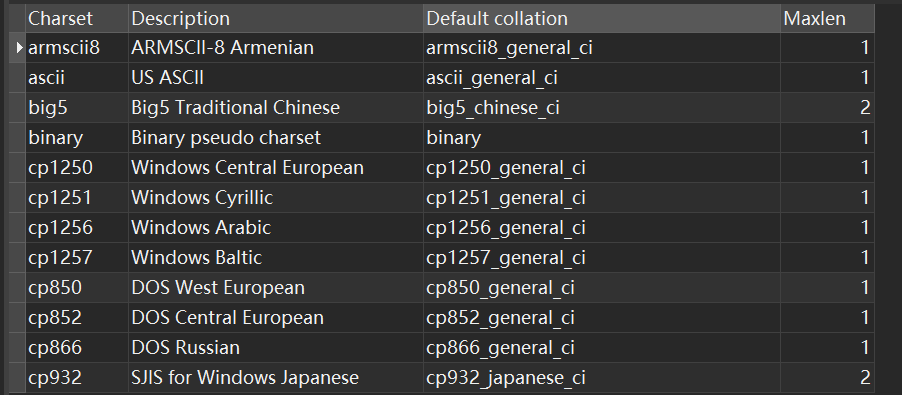 Charset Description Default collation Maxlen
armscii8 ARMSCII-8 Armenian armscii8_general_ci 1
ascii US ASCII ascii_general_ci 1
big5 Big5 Traditional Chinese big5_chinese_ci 2
binary Binary pseudo charset binary 1
cp1250 Windows Central European cp1250_general_ci 1
cp1251 Windows Cyrillic cp1251_general_ci 1
cp1256 Windows Arabic cp1256_general_ci 1
cp1257 Windows Baltic cp1257_general_ci 1
cp850 DOS West European cp850_general_ci 1
cp852 DOS Central European cp852_general_ci 1
cp866 DOS Russian cp866_general_ci 1
cp932 SJIS for Windows Japanese cp932_japanese_ci 2